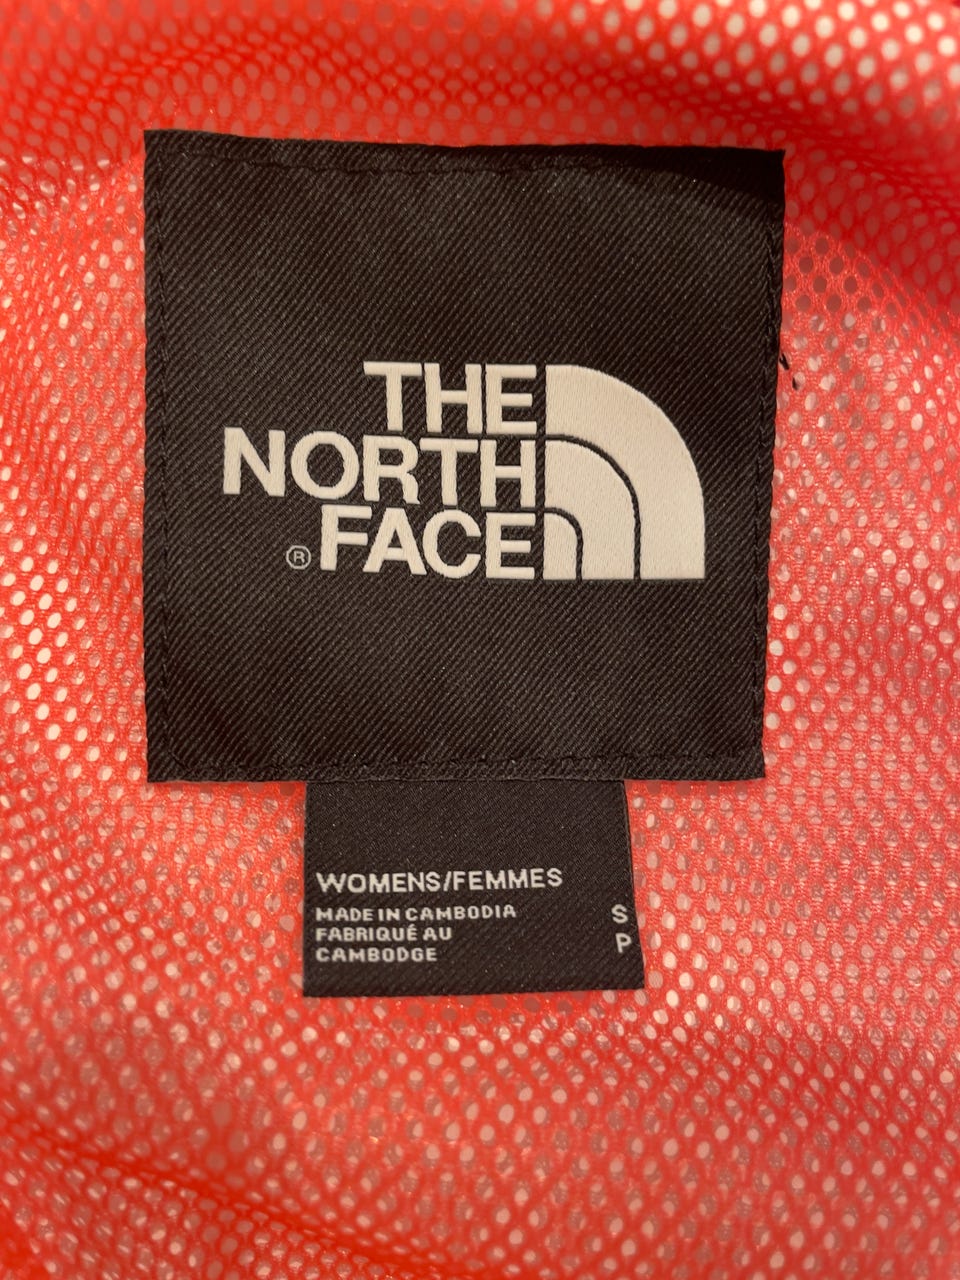 THE
NORTH
® FACE
WOMENS/FEMMES
MADE IN CAMBODIA S
FABRIQUÉ AU P
CAMBODGE